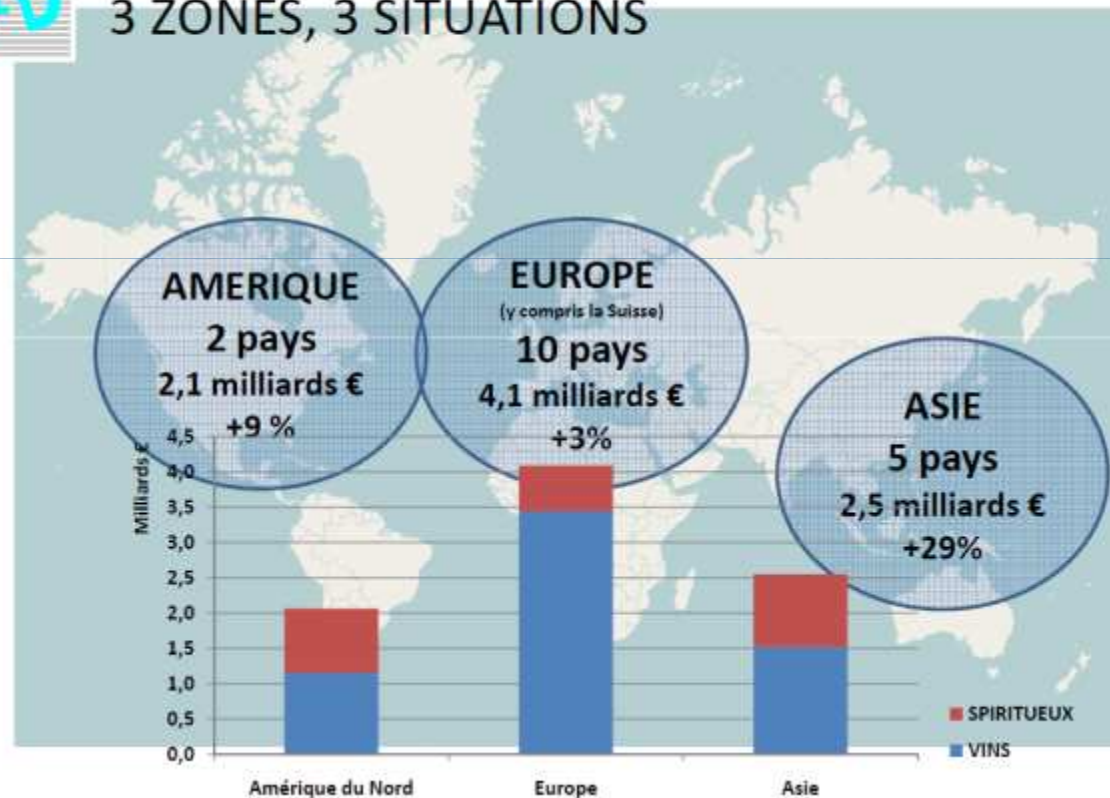 3 ZONES, 3 SITUATIONS
AMERIQUE
2 pays
2,1 milliards €
+9 %
EUROPE
(y compris la Suisse)
10 pays
4,1 milliards €
+3%
ASIE
5 pays
2,5 milliards €
+29%
Milliards €
4,5
4,0
3,5
3,0
2,5
2,0
1,5
1,0
0,5
0,0
Amérique du Nord
Europe
Asie
SPIRITUEUX
VINS